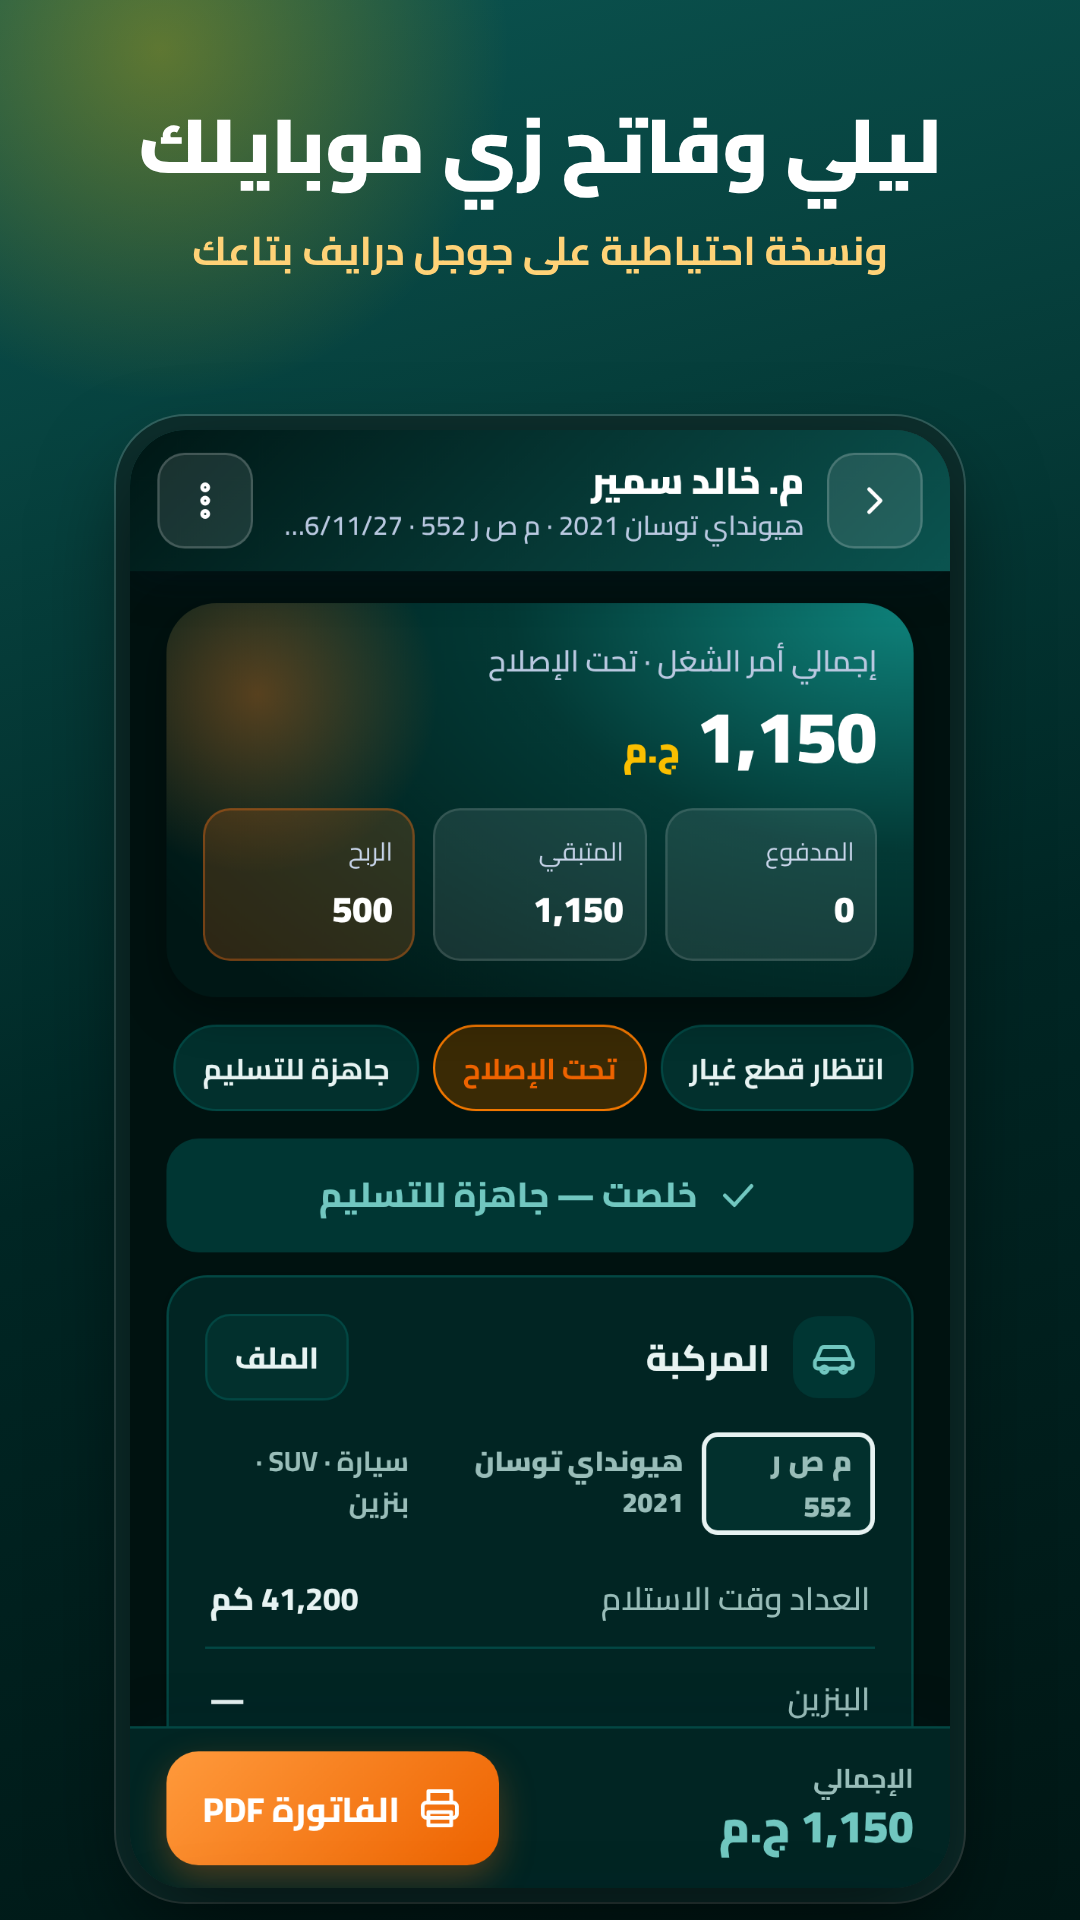 ليلي وفاتح زي موبايلك
ونسخة احتياطية على جوجل درايف بتاعك
م. خالد سمير
هيونداي توسان 2021 · م ص ر 552 · 6/11/27...
إجمالي أمر الشغل · تحت الإصلاح
1,150 ج.م
المدفوع
0
المتبقي
1,150
الربح
500
انتظار قطع غيار
تحت الإصلاح
جاهزة للتسليم
خلصت — جاهزة للتسليم
المركبة
الملف
م ص ر
552
هيونداي توسان
2021
سيارة · SUV ·
بنزين
العداد وقت الاستلام
41,200 كم
البنزين
—
الإجمالي
1,150 ج.م
الفاتورة PDF